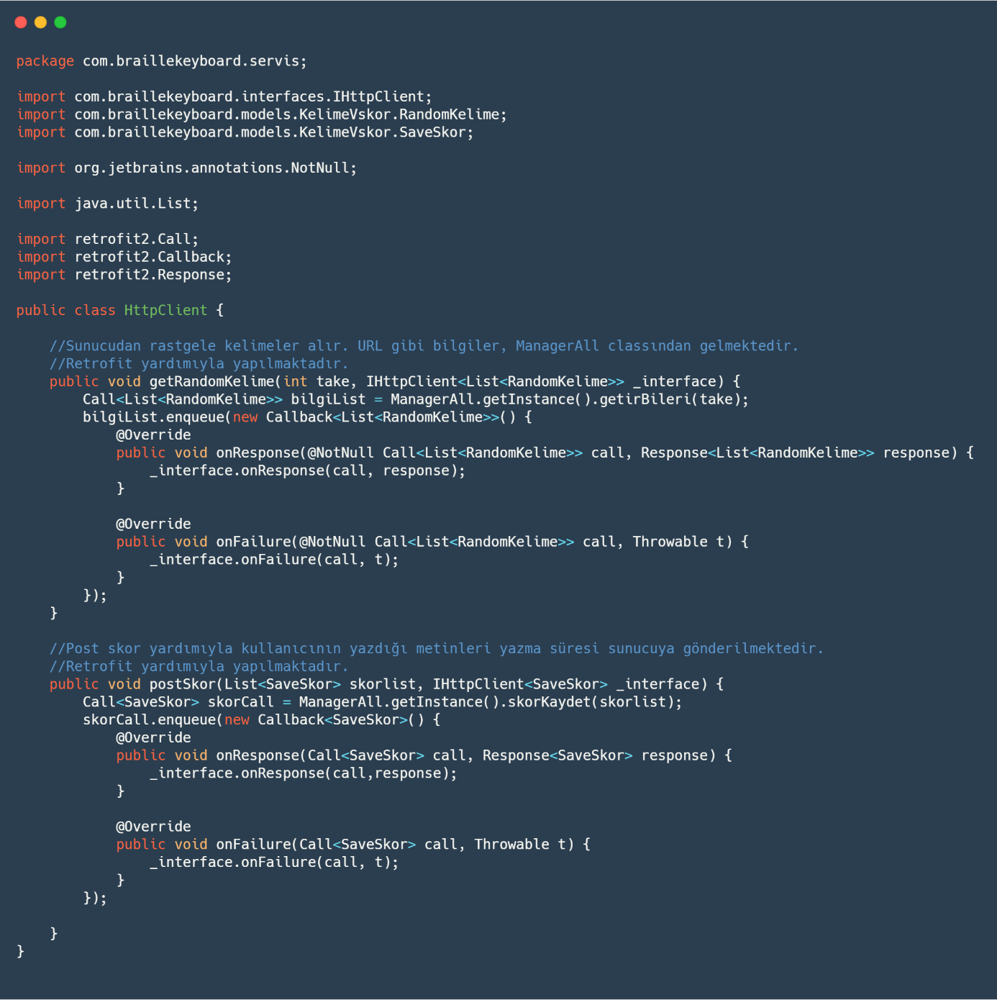 package com.braillekeyboard.servis;
import com.braillekeyboard.interfaces.IHttpClient;
import com.braillekeyboard.models.KelimeVskor.RandomKelime;
import com.braillekeyboard.models.KelimeVskor.SaveSkor;
import org.jetbrains.annotations.NotNull;
import java.util.List;
import retrofit2.Call;
import retrofit2.Callback;
import retrofit2.Response;
public class HttpClient {
    //Sunucudan rastgele kelimeler alır. URL gibi bilgiler, ManagerAll classından gelmektedir.
    //Retrofit yardımıyla yapılmaktadır.
    public void getRandomKelime(int take, IHttpClient<List<RandomKelime>> _interface) {
        Call<List<RandomKelime>> bilgiList = ManagerAll.getInstance().getirBileri(take);
        bilgiList.enqueue(new Callback<List<RandomKelime>>() {
            @Override
            public void onResponse(@NotNull Call<List<RandomKelime>> call, Response<List<RandomKelime>> response) {
                _interface.onResponse(call, response);
            }
            @Override
            public void onFailure(@NotNull Call<List<RandomKelime>> call, Throwable t) {
                _interface.onFailure(call, t);
            }
        });
    }
    //Post skor yardımıyla kullanıcının yazdığı metinleri yazma süresi sunucuya gönderilmektedir.
    //Retrofit yardımıyla yapılmaktadır.
    public void postSkor(List<SaveSkor> skorlist, IHttpClient<SaveSkor> _interface) {
        Call<SaveSkor> skorCall = ManagerAll.getInstance().skorKaydet(skorlist);
        skorCall.enqueue(new Callback<SaveSkor>() {
            @Override
            public void onResponse(Call<SaveSkor> call, Response<SaveSkor> response) {
                _interface.onResponse(call,response);
            }
            @Override
            public void onFailure(Call<SaveSkor> call, Throwable t) {
                _interface.onFailure(call, t);
            }
        });
    }
}